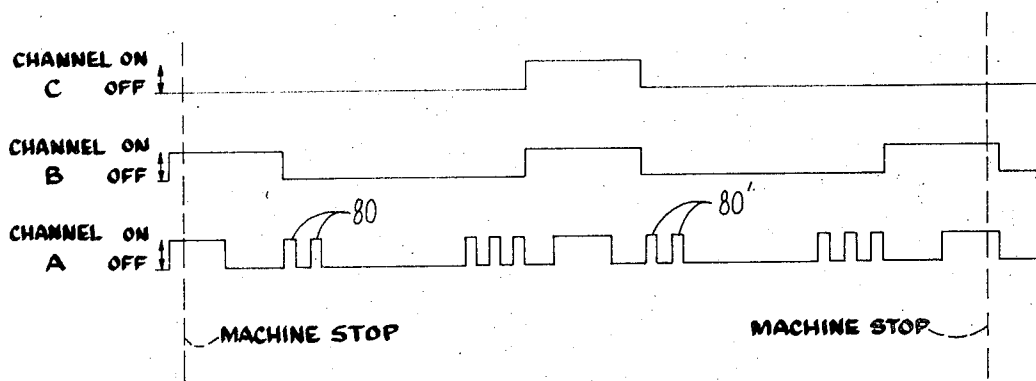 CHANNEL ON
C OFF
CHANNEL ON
B OFF
80
80'
CHANNEL ON
A OFF
MACHINE STOP
MACHINE STOP